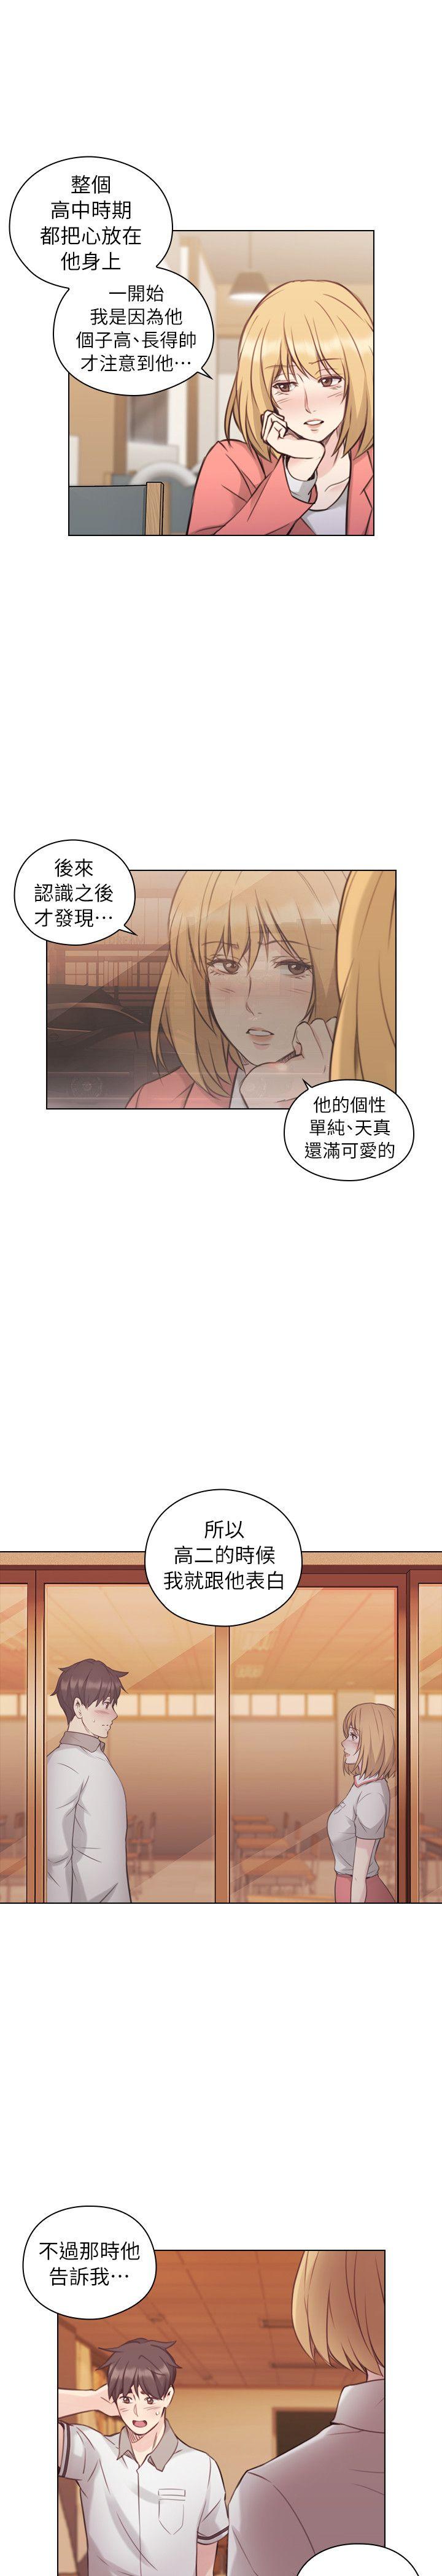 整個
高中時期
都把心放在
他身上
一開始
我是因為他
個子高、長得帥
才注意到他⋯
後來
認識之後
才發現⋯
他的個性
單純、天真
還滿可愛的
所以
高二的時候
我就跟他表白
不過那時他
告訴我⋯